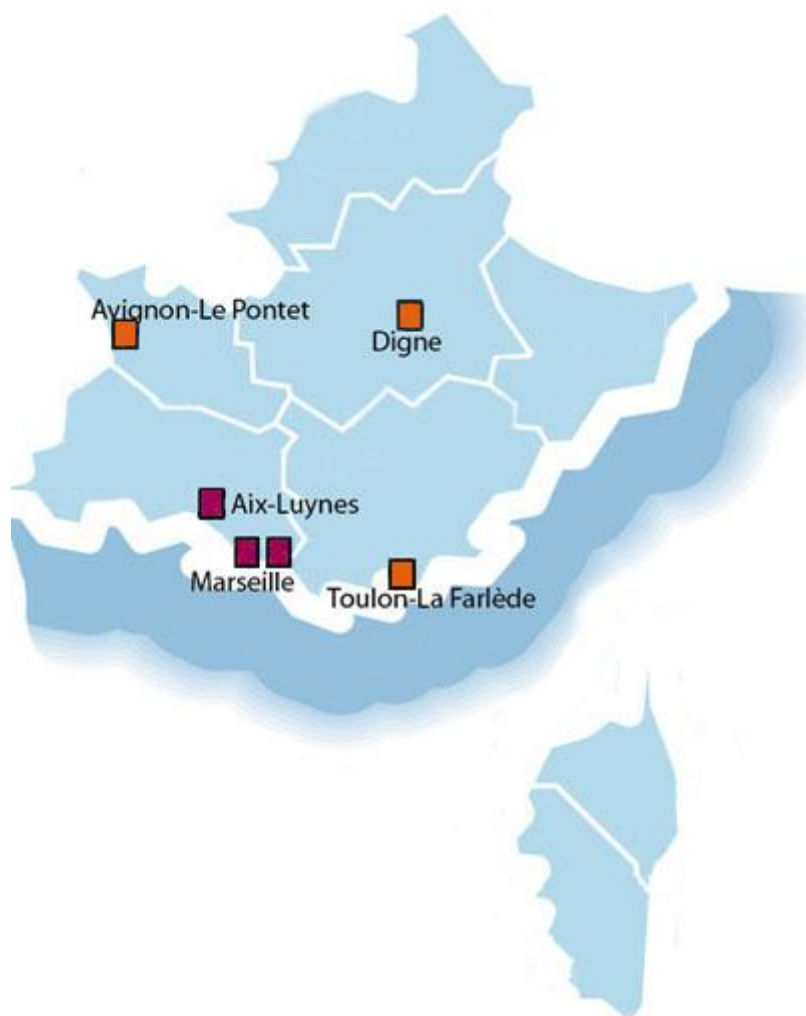 Avignon-Le Pontet
Digne
Aix-Luynes
Marseille
Toulon-La Farlède